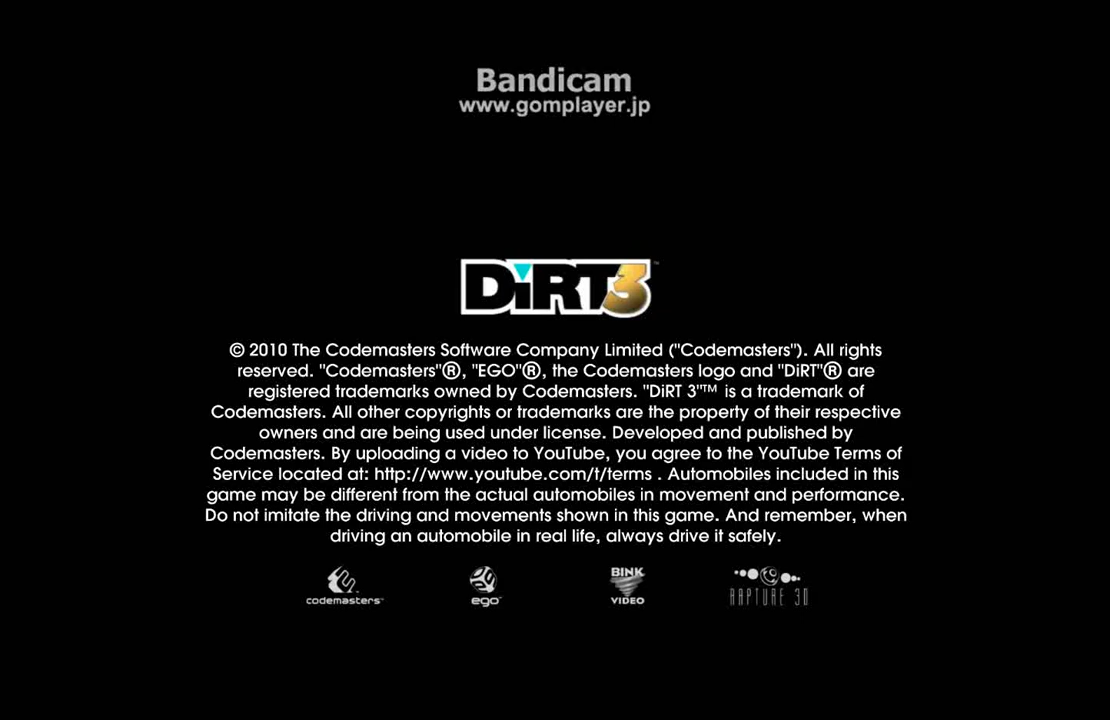 Bandicam
www.gomplayer.jp
DiRT3™
© 2010 The Codemasters Software Company Limited ("Codemasters"). All rights
reserved. "Codemasters"®, "EGO"®, the Codemasters logo and "DiRT"® are
registered trademarks owned by Codemasters. "DiRT 3"™ is a trademark of
Codemasters. All other copyrights or trademarks are the property of their respective
owners and are being used under license. Developed and published by
Codemasters. By uploading a video to YouTube, you agree to the YouTube Terms of
Service located at: http://www.youtube.com/t/terms . Automobiles included in this
game may be different from the actual automobiles in movement and performance.
Do not imitate the driving and movements shown in this game. And remember, when
driving an automobile in real life, always drive it safely.
codemasters™
ego™
BINK
VIDEO
RAPTURE 3D